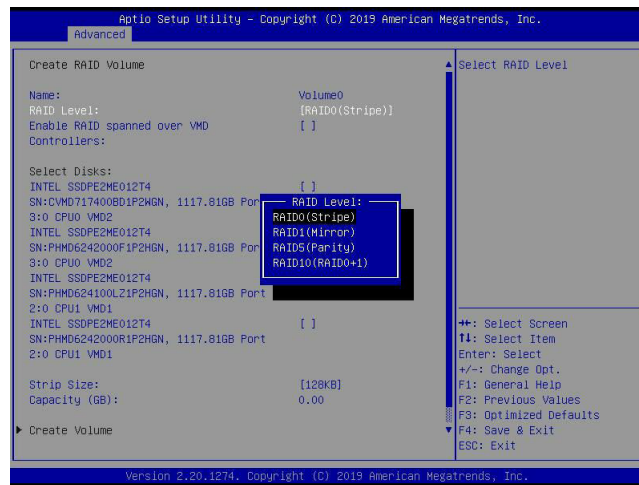 Aptio Setup Utility – Copyright (C) 2019 American Megatrends, Inc.
Advanced
Create RAID Volume
Select RAID Level
Name: Volume0
RAID Level: [RAID0(Stripe)]
Enable RAID spanned over VMD [ ]
Controllers:
Select Disks:
INTEL SSDPE2ME012T4 [ ]
SN:CVMD717400BD1P2WGN, 1117.81GB Por
3:0 CPU0 VMD2
INTEL SSDPE2ME012T4
SN:PHMD6242000F1P2HGN, 1117.81GB Por
3:0 CPU0 VMD2
INTEL SSDPE2ME012T4
SN:PHMD624100LZ1P2HGN, 1117.81GB Port
2:0 CPU1 VMD1
INTEL SSDPE2ME012T4 [ ]
SN:PHMD6242000R1P2HGN, 1117.81GB Port
2:0 CPU1 VMD1
Strip Size: [128KB]
Capacity (GB): 0.00
Create Volume
RAID Level:
RAID0(Stripe)
RAID1(Mirror)
RAID5(Parity)
RAID10(RAID0+1)
→←: Select Screen
↑↓: Select Item
Enter: Select
+/-: Change Opt.
F1: General Help
F2: Previous Values
F3: Optimized Defaults
F4: Save & Exit
ESC: Exit
Version 2.20.1274. Copyright (C) 2019 American Megatrends, Inc.